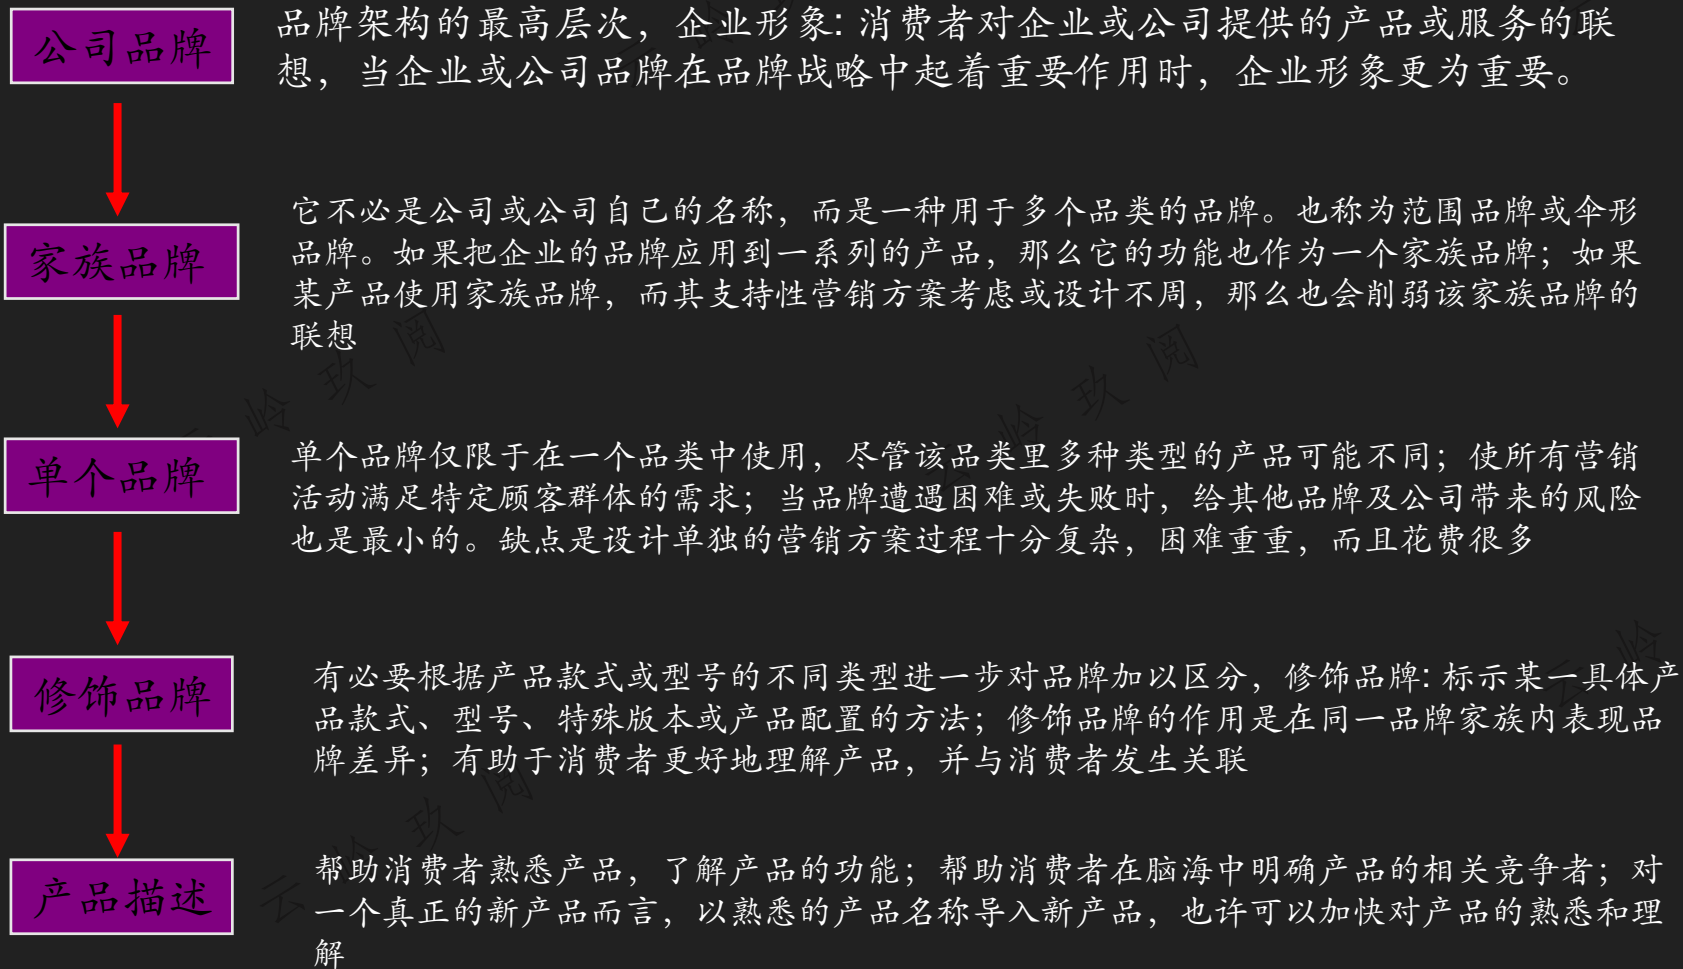 公司品牌
品牌架构的最高层次，企业形象：消费者对企业或公司提供的产品或服务的联
想，当企业或公司品牌在品牌战略中起着重要作用时，企业形象更为重要。
家族品牌
它不必是公司或公司自己的名称，而是一种用于多个品类的品牌。也称为范围品牌或伞形
品牌。如果把企业的品牌应用到一系列的产品，那么它的功能也作为一个家族品牌；如果
某产品使用家族品牌，而其支持性营销方案考虑或设计不周，那么也会削弱该家族品牌的
联想
云岭玖阅
云岭玖阅
单个品牌
单个品牌仅限于在一个品类中使用，尽管该品类里多种类型的产品可能不同；使所有营销
活动满足特定顾客群体的需求；当品牌遭遇困难或失败时，给其他品牌及公司带来的风险
也是最小的。缺点是设计单独的营销方案过程十分复杂，困难重重，而且花费很多
云岭
修饰品牌
有必要根据产品款式或型号的不同类型进一步对品牌加以区分，修饰品牌：标示某一具体产
品款式、型号、特殊版本或产品配置的方法；修饰品牌的作用是在同一品牌家族内表现品
牌差异；有助于消费者更好地理解产品，并与消费者发生关联
云岭玖阅
产品描述
帮助消费者熟悉产品，了解产品的功能；帮助消费者在脑海中明确产品的相关竞争者；对
一个真正的新产品而言，以熟悉的产品名称导入新产品，也许可以加快对产品的熟悉和理
解